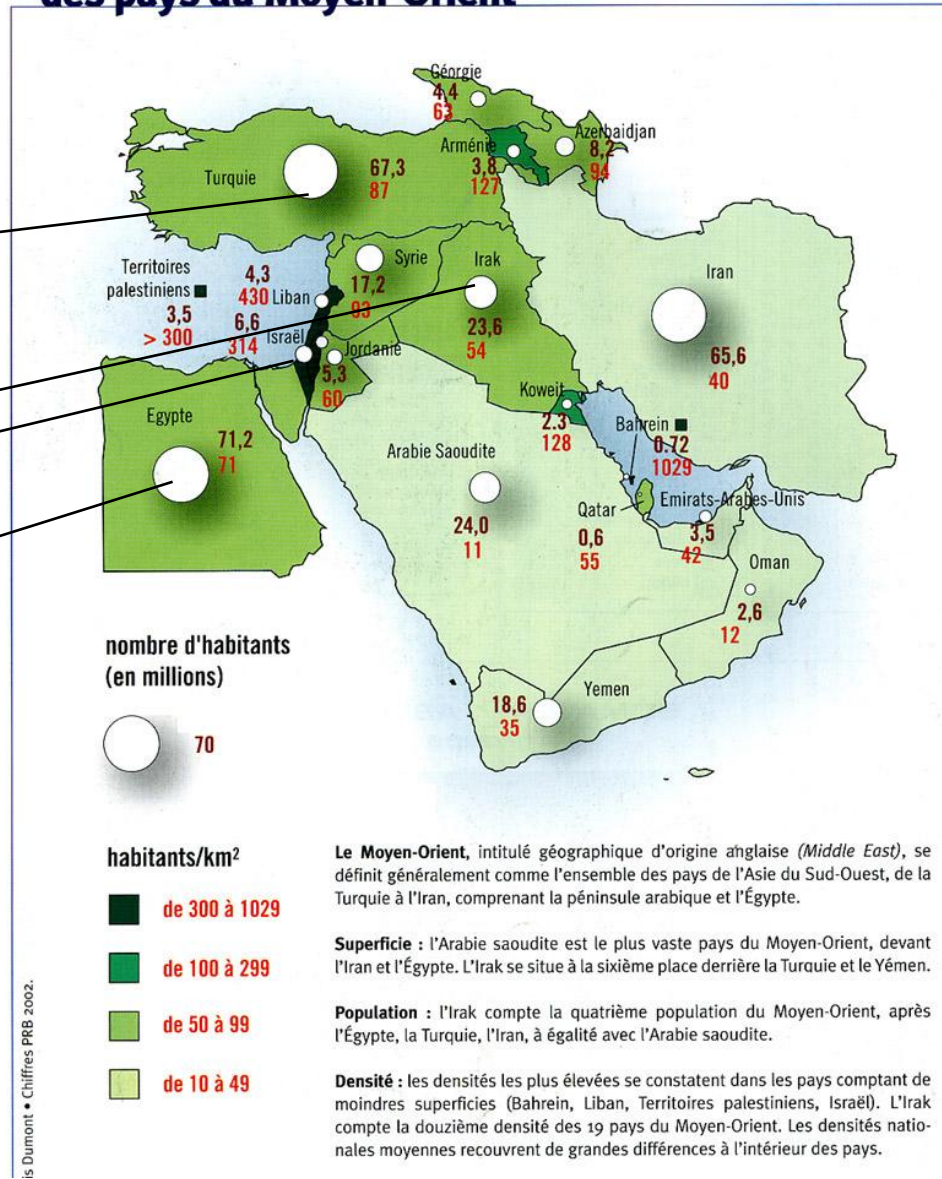 des pays du Moyen-Orient
Géorgie
4,4
63
Azerbaidjan
8,2
94
Arménie
3,8
127
Turquie
67,3
87
Territoires
palestiniens
3,5
> 300
4,3
430
Liban
6,6
314
Israël
Syrie
17,2
93
Irak
23,6
54
Iran
65,6
40
Jordanie
5,3
60
Egypte
71,2
71
Koweit
2.3
128
Bahrein
0.72
1029
Arabie Saoudite
24,0
11
Qatar
0,6
55
Emirats-Arabes-Unis
3,5
42
Oman
2,6
12
Yemen
18,6
35
nombre d'habitants
(en millions)
70
habitants/km²
de 300 à 1029
de 100 à 299
de 50 à 99
de 10 à 49
Le Moyen-Orient, intitulé géographique d'origine anglaise (Middle East), se
définit généralement comme l'ensemble des pays de l'Asie du Sud-Ouest, de la
Turquie à l'Iran, comprenant la péninsule arabique et l'Égypte.
Superficie : l'Arabie saoudite est le plus vaste pays du Moyen-Orient, devant
l'Iran et l'Égypte. L'Irak se situe à la sixième place derrière la Turquie et le Yémen.
Population : l'Irak compte la quatrième population du Moyen-Orient, après
l'Égypte, la Turquie, l'Iran, à égalité avec l'Arabie saoudite.
Densité : les densités les plus élevées se constatent dans les pays comptant de
moindres superficies (Bahrein, Liban, Territoires palestiniens, Israël). L'Irak
compte la douzième densité des 19 pays du Moyen-Orient. Les densités natio-
nales moyennes recouvrent de grandes différences à l'intérieur des pays.
is Dumont • Chiffres PRB 2002.